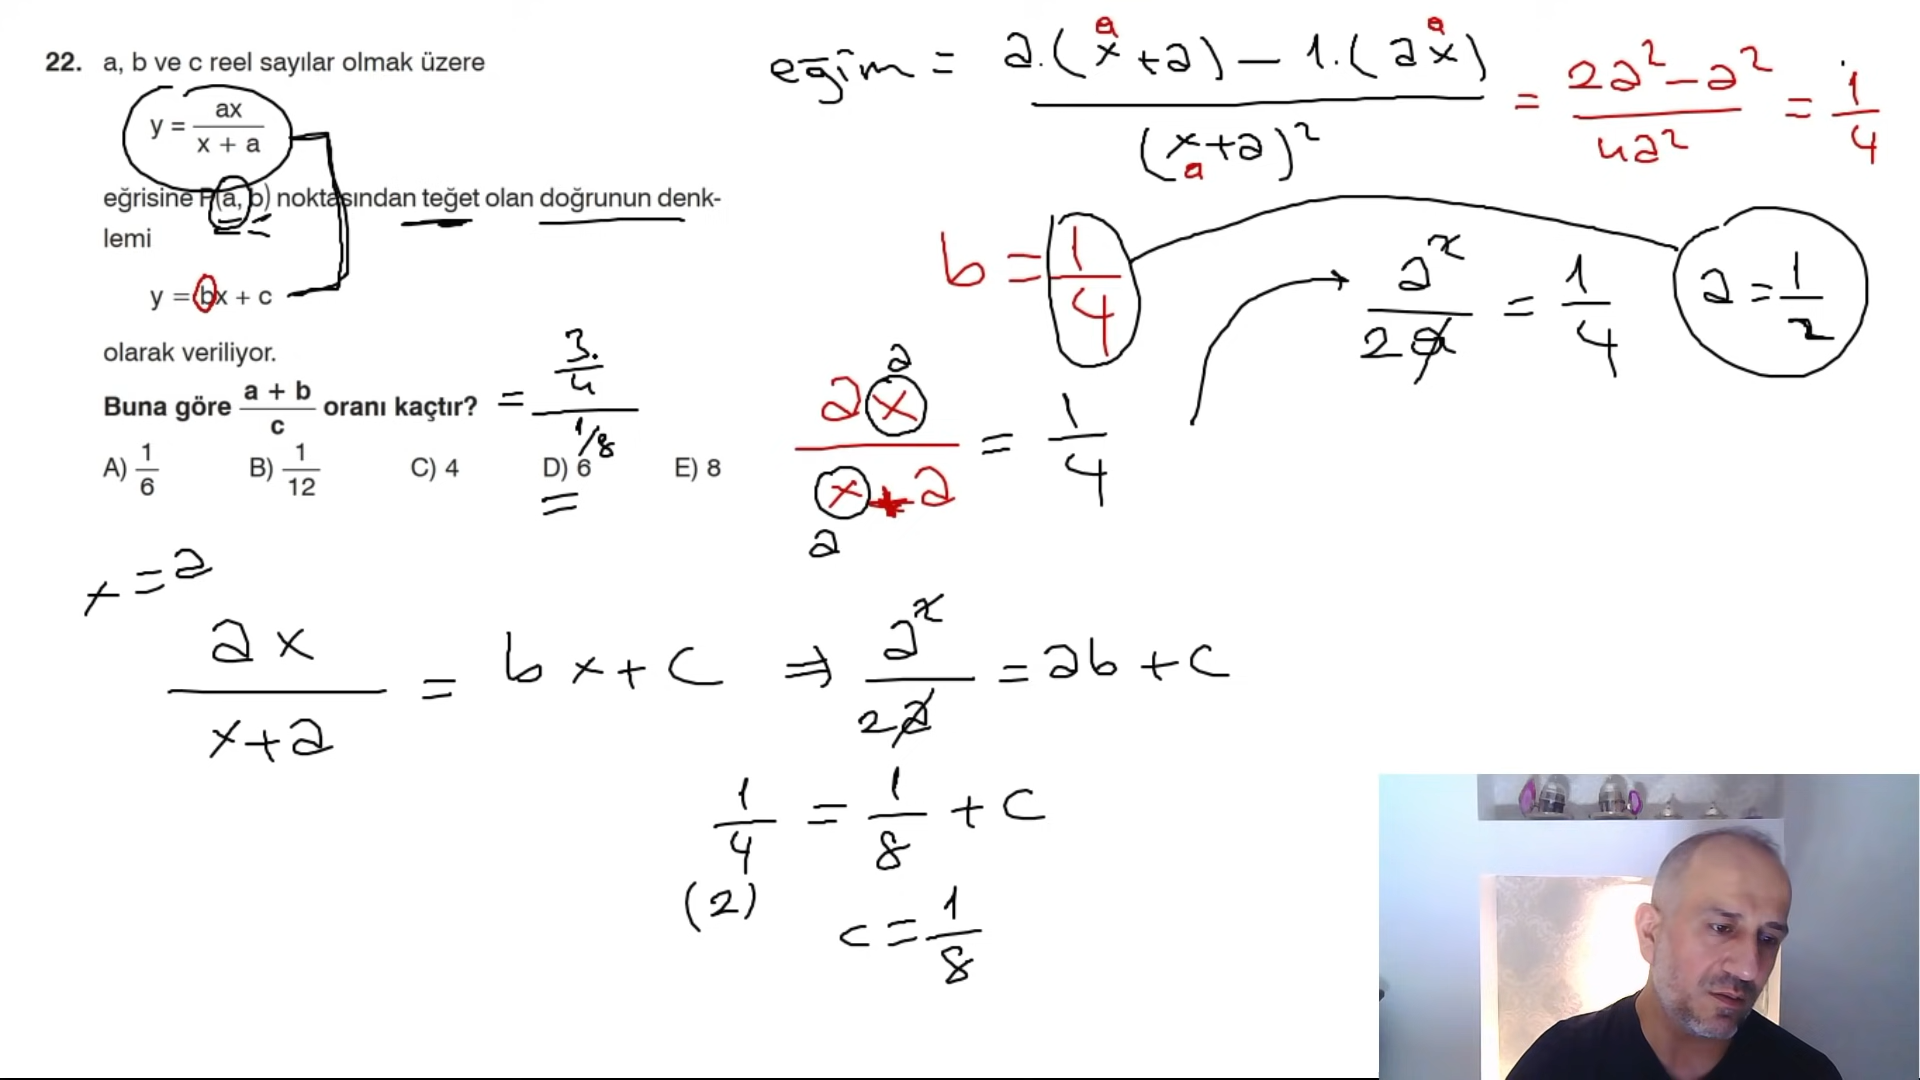 22. a, b ve c reel sayılar olmak üzere
y = ax / x + a
eğrisine P(a, b) noktasından teğet olan doğrunun denk-
lemi
y = bx + c
olarak veriliyor.
Buna göre a + b / c oranı kaçtır? = 3. / 4 / 1/8
A) 1/6 B) 1/12 C) 4 D) 6 E) 8
=
eğim = a.(x+a) – 1.(ax) / (x+a)² = 2a² – a² / 4a² = 1/4
a a
a
b = 1/4
a² / 2a = 1/4
a = 1/2
ax / x + a = 1/4
a
a
x = a
ax / x+a = bx + c ⇒ a² / 2a = ab + c
1/4 = 1/8 + c
(2)
c = 1/8